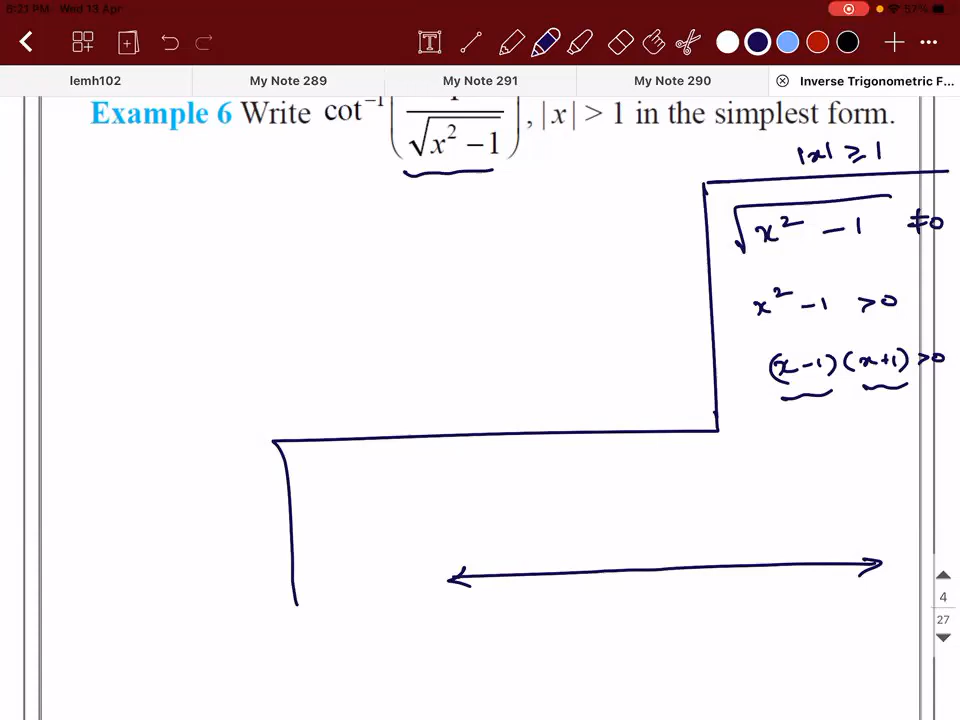 6:21 PM Wed 13 Apr 57%
lemh102 My Note 289 My Note 291 My Note 290 Inverse Trigonometric F...
Example 6 Write cot⁻¹(1/√(x² − 1)), |x| > 1 in the simplest form.
|x| ≥ 1
√(x² − 1) ≠ 0
x² − 1 > 0
(x − 1)(x + 1) > 0
4
27